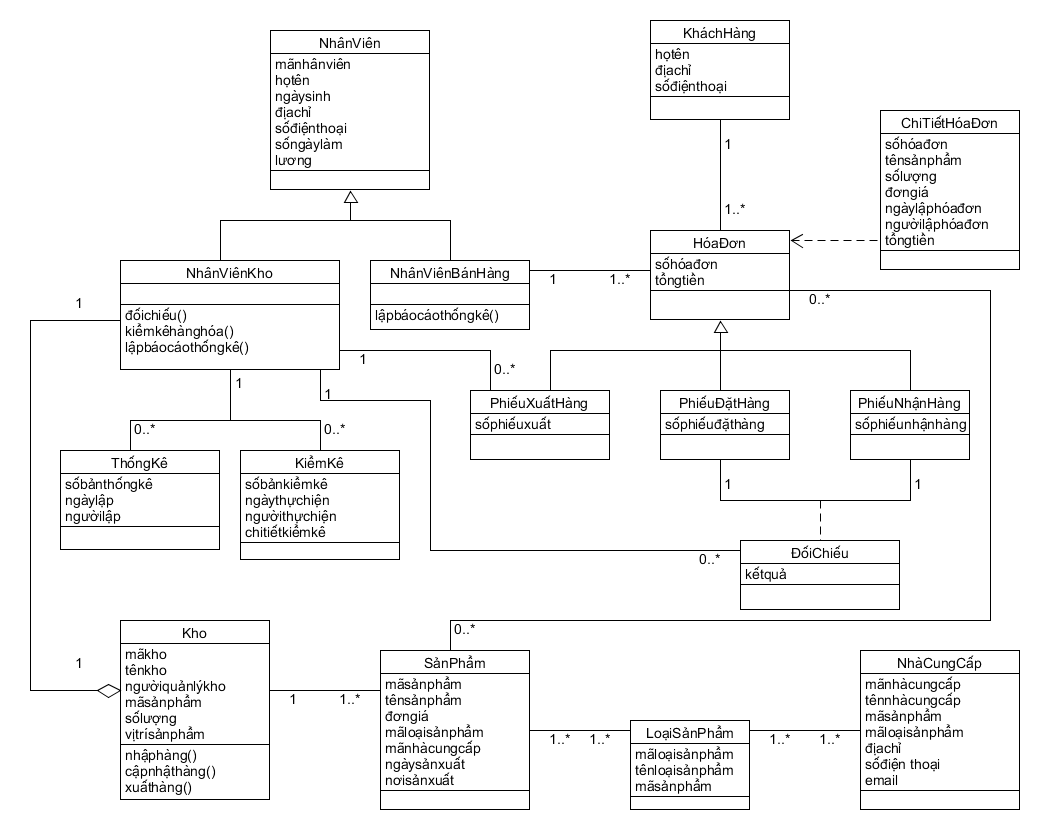 NhânViên
mãnhânviên
họtên
ngàysinh
địachỉ
sốđiệnthoại
sốngàylàm
lương
KháchHàng
họtên
địachỉ
sốđiệnthoại
1
1..*
ChiTiếtHóaĐơn
sốhóađơn
tênsảnphẩm
sốlượng
đơngiá
ngàylậphóađơn
ngườilậphóađơn
tổngtiền
HóaĐơn
sốhóađơn
tổngtiền
0..*
NhânViênKho
đốichiếu()
kiểmkêhànghóa()
lậpbáocáothốngkê()
1
NhânViênBánHàng
lậpbáocáothốngkê()
1
1..*
1
0..*
1
1
0..*
0..*
PhiếuXuấtHàng
sốphiếuxuất
PhiếuĐặtHàng
sốphiếuđặthàng
PhiếuNhậnHàng
sốphiếunhậnhàng
1
1
ThốngKê
sốbảnthốngkê
ngàylập
ngườilập
KiểmKê
sốbảnkiểmkê
ngàythựchiện
ngườithựchiện
chitiếtkiểmkê
0..*
ĐốiChiếu
kếtquả
1
Kho
mãkho
tênkho
ngườiquảnlýkho
mãsảnphẩm
sốlượng
vịtrísảnphẩm
nhậphàng()
cậpnhậthàng()
xuấthàng()
1
1..*
0..*
SảnPhẩm
mãsảnphẩm
tênsảnphẩm
đơngiá
mãloạisảnphẩm
mãnhàcungcấp
ngàysảnxuất
nơisảnxuất
1..*
1..*
LoạiSảnPhẩm
mãloạisảnphẩm
tênloạisảnphẩm
mãsảnphẩm
1..*
1..*
NhàCungCấp
mãnhàcungcấp
tênnhàcungcấp
mãsảnphẩm
mãloạisảnphẩm
địachỉ
sốđiện thoại
email